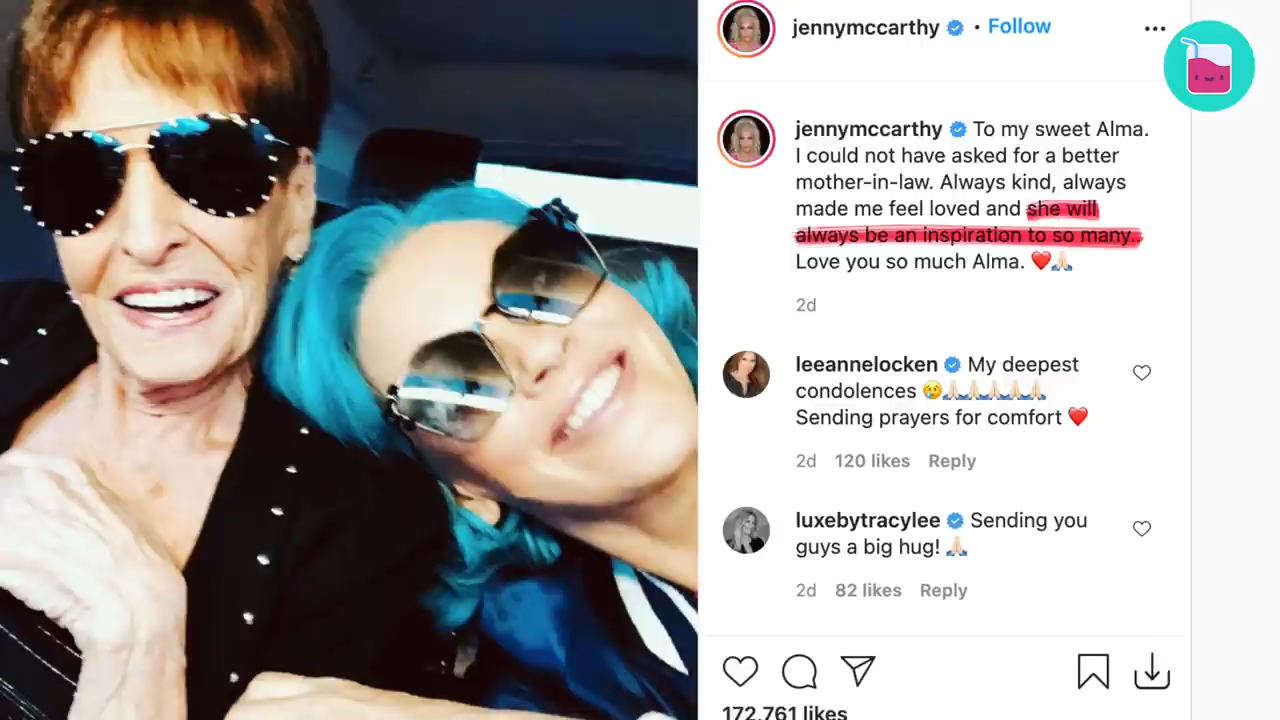 jennymccarthy • Follow
jennymccarthy To my sweet Alma.
I could not have asked for a better
mother-in-law. Always kind, always
made me feel loved and she will
always be an inspiration to so many..
Love you so much Alma. ❤️🙏🏻
2d
leeannelocken My deepest
condolences 😢🙏🏻🙏🏻🙏🏻🙏🏻🙏🏻
Sending prayers for comfort ❤️
2d 120 likes Reply
luxebytracylee Sending you
guys a big hug! 🙏🏻
2d 82 likes Reply
172,761 likes